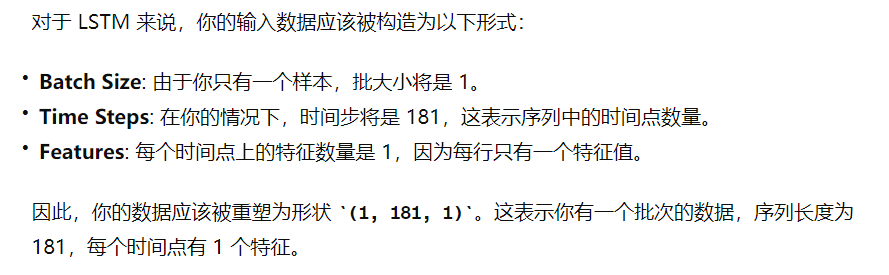 对于 LSTM 来说，你的输入数据应该被构造为以下形式：
• Batch Size: 由于你只有一个样本，批大小将是 1。
• Time Steps: 在你的情况下，时间步将是 181，这表示序列中的时间点数量。
• Features: 每个时间点上的特征数量是 1，因为每行只有一个特征值。
因此，你的数据应该被重塑为形状 `(1, 181, 1)`。这表示你有一个批次的数据，序列长度为
181，每个时间点有 1 个特征。